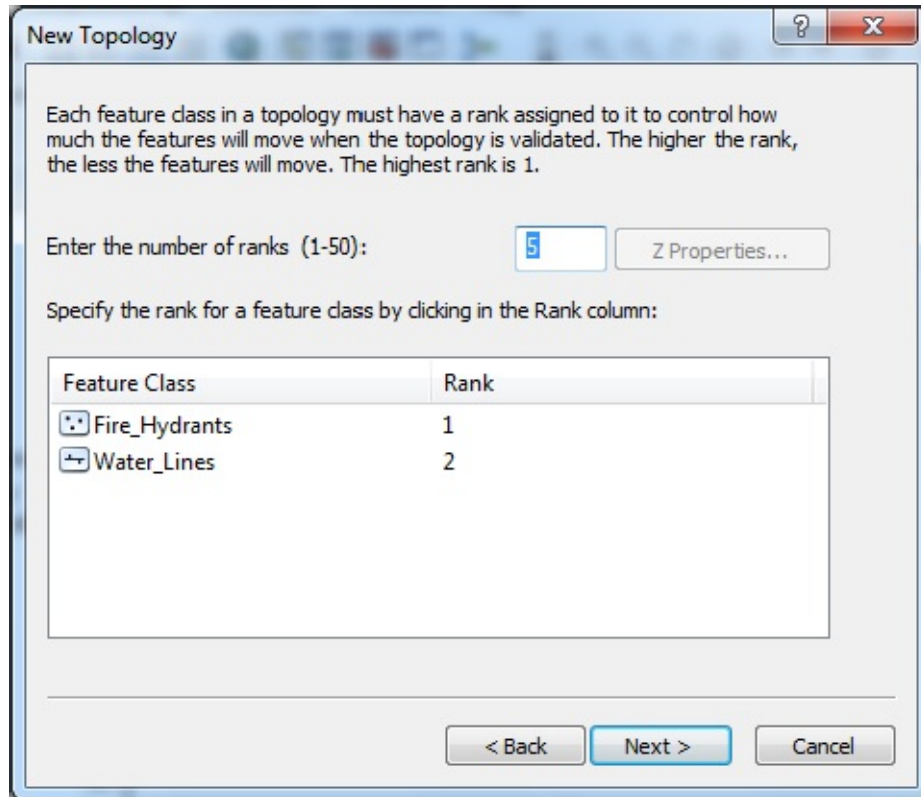 New Topology
Each feature class in a topology must have a rank assigned to it to control how
much the features will move when the topology is validated. The higher the rank,
the less the features will move. The highest rank is 1.
Enter the number of ranks (1-50): 5 Z Properties...
Specify the rank for a feature class by clicking in the Rank column:
Feature Class Rank
Fire_Hydrants 1
Water_Lines 2
< Back Next > Cancel